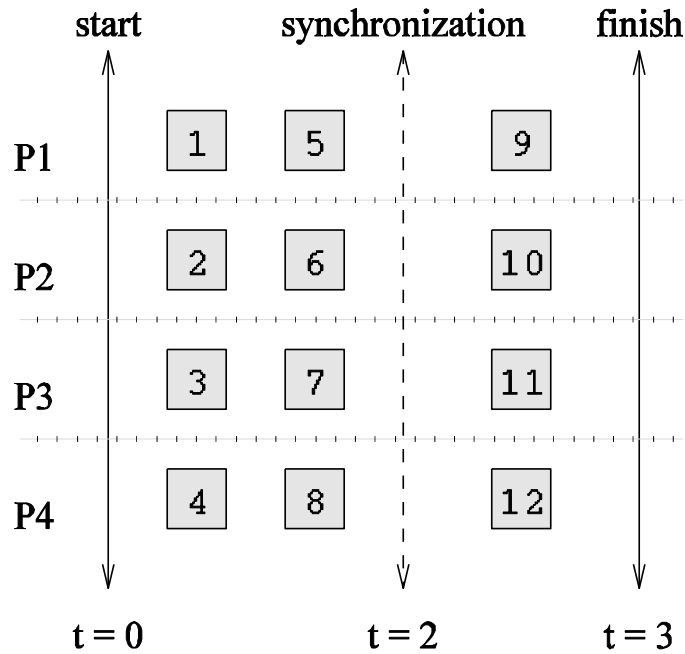 start synchronization finish
P1 1 5 9
P2 2 6 10
P3 3 7 11
P4 4 8 12
t = 0 t = 2 t = 3